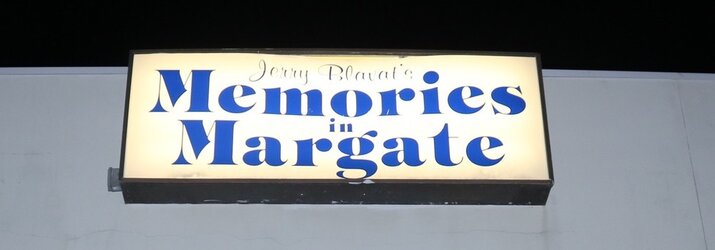 Jerry Blavat's
Memories
in
Margate